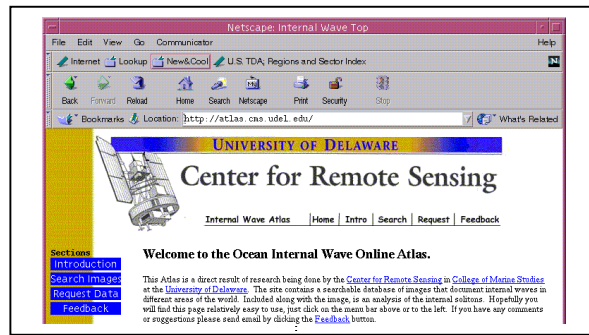 Netscape: Internal Wave Top
File Edit View Go Communicator Help
Internet Lookup New&Cool U.S. TDA; Regions and Sector Index
Back Forward Reload Home Search Netscape Print Security Stop
Bookmarks Location: http://atlas.cms.udel.edu/ What's Related
UNIVERSITY OF DELAWARE
Center for Remote Sensing
Internal Wave Atlas | Home | Intro | Search | Request | Feedback
Sections
Introduction
Search Images
Request Data
Feedback
Welcome to the Ocean Internal Wave Online Atlas.
This Atlas is a direct result of research being done by the Center for Remote Sensing in College of Marine Studies
at the University of Delaware. The site contains a searchable database of images that document internal waves in
different areas of the world. Included along with the image, is an analysis of the internal solitons. Hopefully you
will find this page relatively easy to use, just click on the menu bar above or to the left. If you have any comments
or suggestions please send email by clicking the Feedback button.